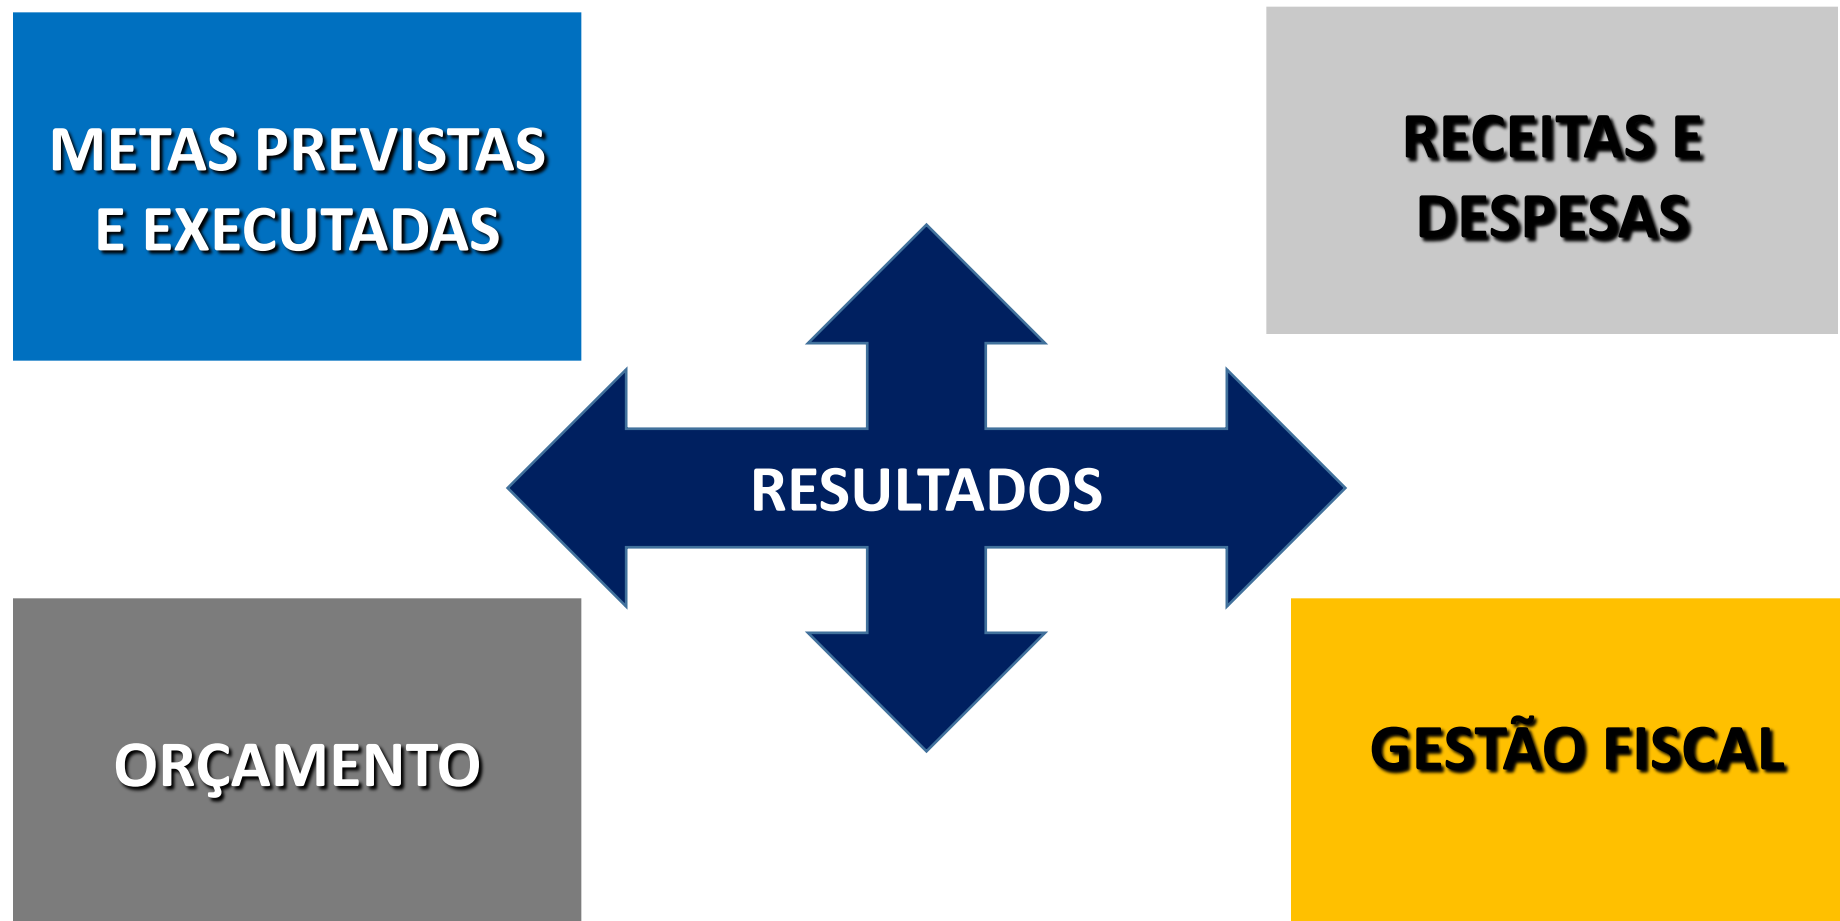 METAS PREVISTAS
E EXECUTADAS
RECEITAS E
DESPESAS
RESULTADOS
ORÇAMENTO
GESTÃO FISCAL